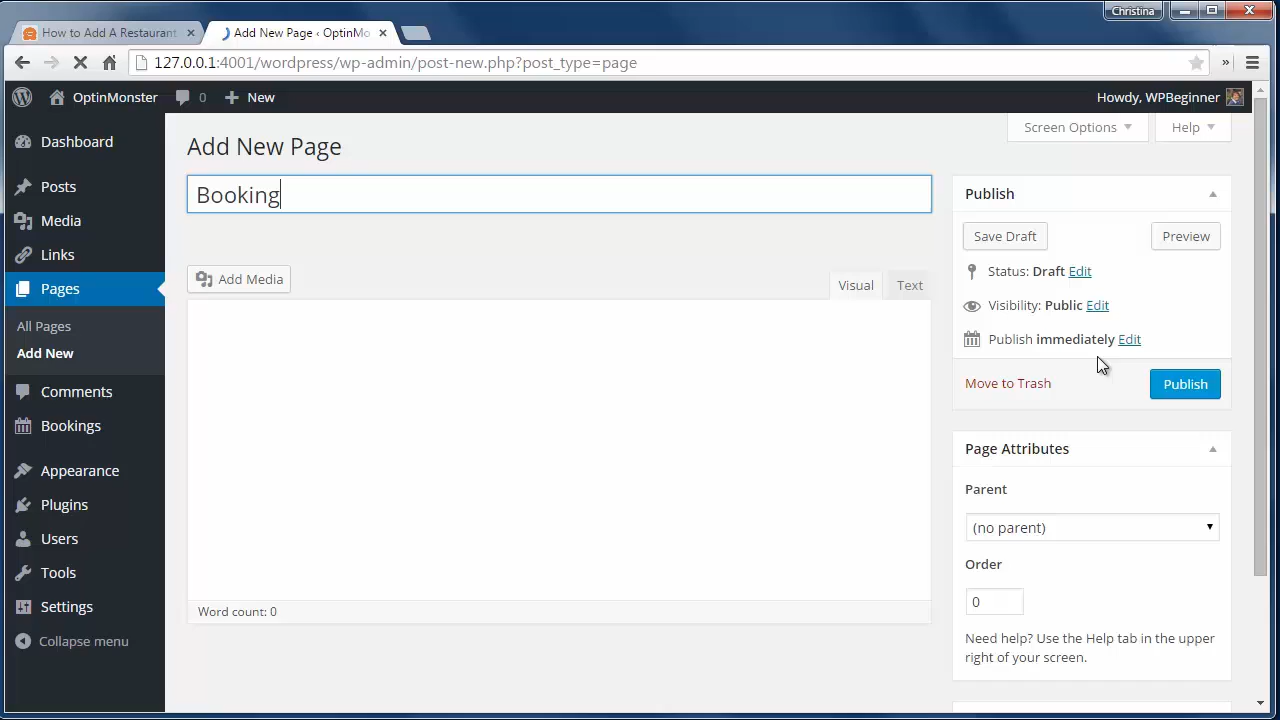 Christina
How to Add A Restaurant
Add New Page ‹ OptinMo
127.0.0.1:4001/wordpress/wp-admin/post-new.php?post_type=page
OptinMonster
0
New
Howdy, WPBeginner
Screen Options
Help
Dashboard
Posts
Media
Links
Pages
All Pages
Add New
Comments
Bookings
Appearance
Plugins
Users
Tools
Settings
Collapse menu
Add New Page
Booking
Add Media
Visual
Text
Word count: 0
Publish
Save Draft
Preview
Status: Draft Edit
Visibility: Public Edit
Publish immediately Edit
Move to Trash
Publish
Page Attributes
Parent
(no parent)
Order
0
Need help? Use the Help tab in the upper
right of your screen.